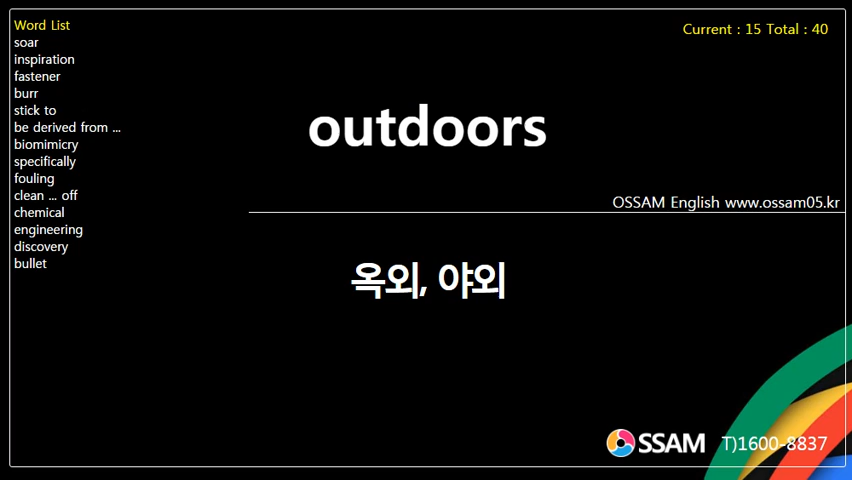 Word List
soar
inspiration
fastener
burr
stick to
be derived from ...
biomimicry
specifically
fouling
clean ... off
chemical
engineering
discovery
bullet
Current : 15 Total : 40
outdoors
OSSAM English www.ossam05.kr
옥외, 야외
OSSAM T)1600-8837